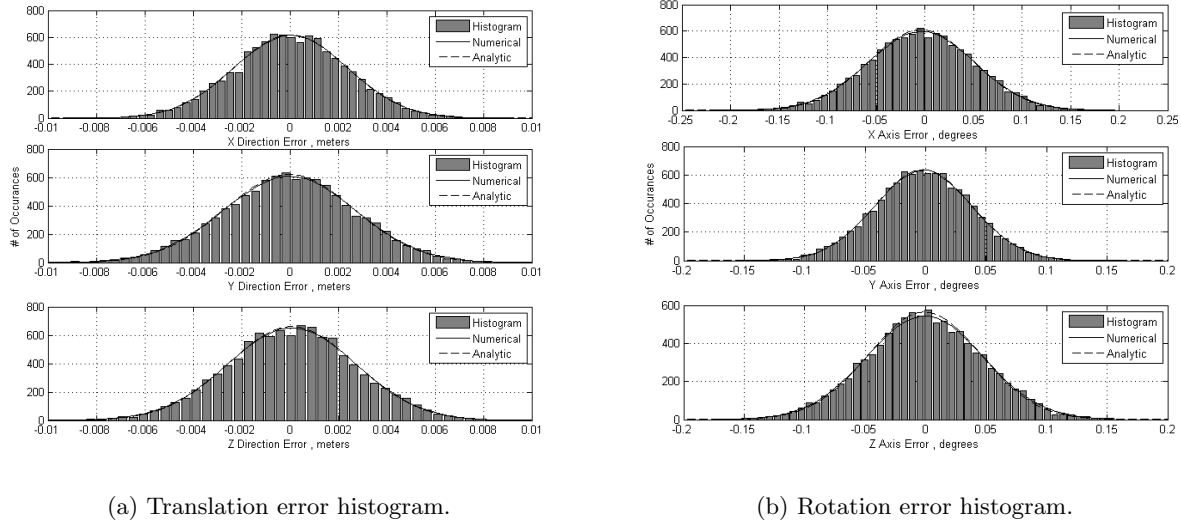 800
600
400
200
0
Histogram
Numerical
Analytic
-0.01 -0.008 -0.006 -0.004 -0.002 0 0.002 0.004 0.006 0.008 0.01
X Direction Error , meters
# of Occurances
800
600
400
200
0
Histogram
Numerical
Analytic
-0.01 -0.008 -0.006 -0.004 -0.002 0 0.002 0.004 0.006 0.008 0.01
Y Direction Error , meters
800
600
400
200
0
Histogram
Numerical
Analytic
-0.01 -0.008 -0.006 -0.004 -0.002 0 0.002 0.004 0.006 0.008 0.01
Z Direction Error , meters
(a) Translation error histogram.
800
600
400
200
0
Histogram
Numerical
Analytic
-0.25 -0.2 -0.15 -0.1 -0.05 0 0.05 0.1 0.15 0.2 0.25
X Axis Error , degrees
# of Occurances
800
600
400
200
0
Histogram
Numerical
Analytic
-0.2 -0.15 -0.1 -0.05 0 0.05 0.1 0.15 0.2
Y Axis Error , degrees
600
400
200
0
Histogram
Numerical
Analytic
-0.2 -0.15 -0.1 -0.05 0 0.05 0.1 0.15 0.2
Z Axis Error , degrees
(b) Rotation error histogram.